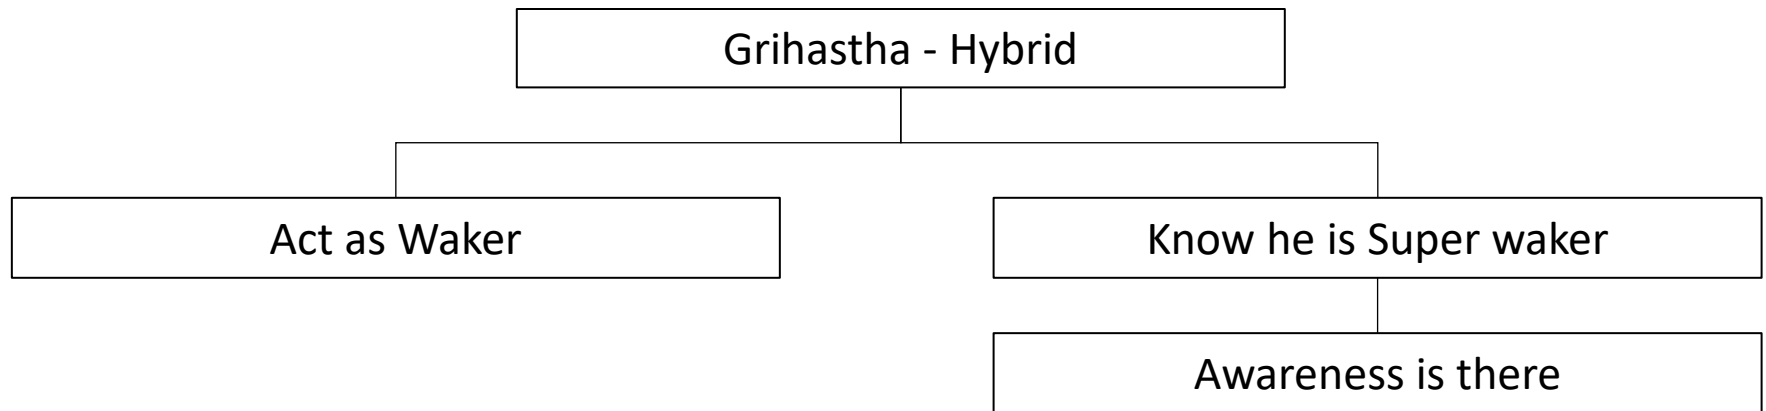 Grihastha - Hybrid
Act as Waker
Know he is Super waker
Awareness is there